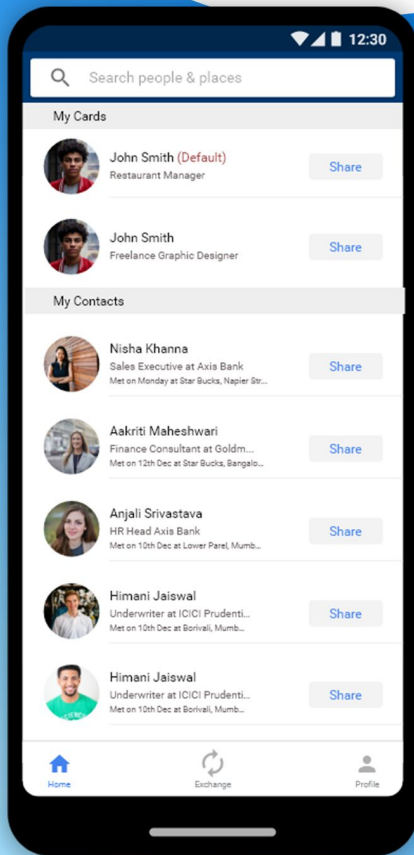 12:30
Search people & places
My Cards
John Smith (Default)
Restaurant Manager
Share
John Smith
Freelance Graphic Designer
Share
My Contacts
Nisha Khanna
Sales Executive at Axis Bank
Met on Monday at Star Bucks, Napier Str...
Share
Aakriti Maheshwari
Finance Consultant at Goldm...
Met on 12th Dec at Star Bucks, Bangalo...
Share
Anjali Srivastava
HR Head Axis Bank
Met on 10th Dec at Lower Parel, Mumb...
Share
Himani Jaiswal
Underwriter at ICICI Prudenti...
Met on 10th Dec at Borivali, Mumb...
Share
Himani Jaiswal
Underwriter at ICICI Prudenti...
Met on 10th Dec at Borivali, Mumb...
Share
Home
Exchange
Profile